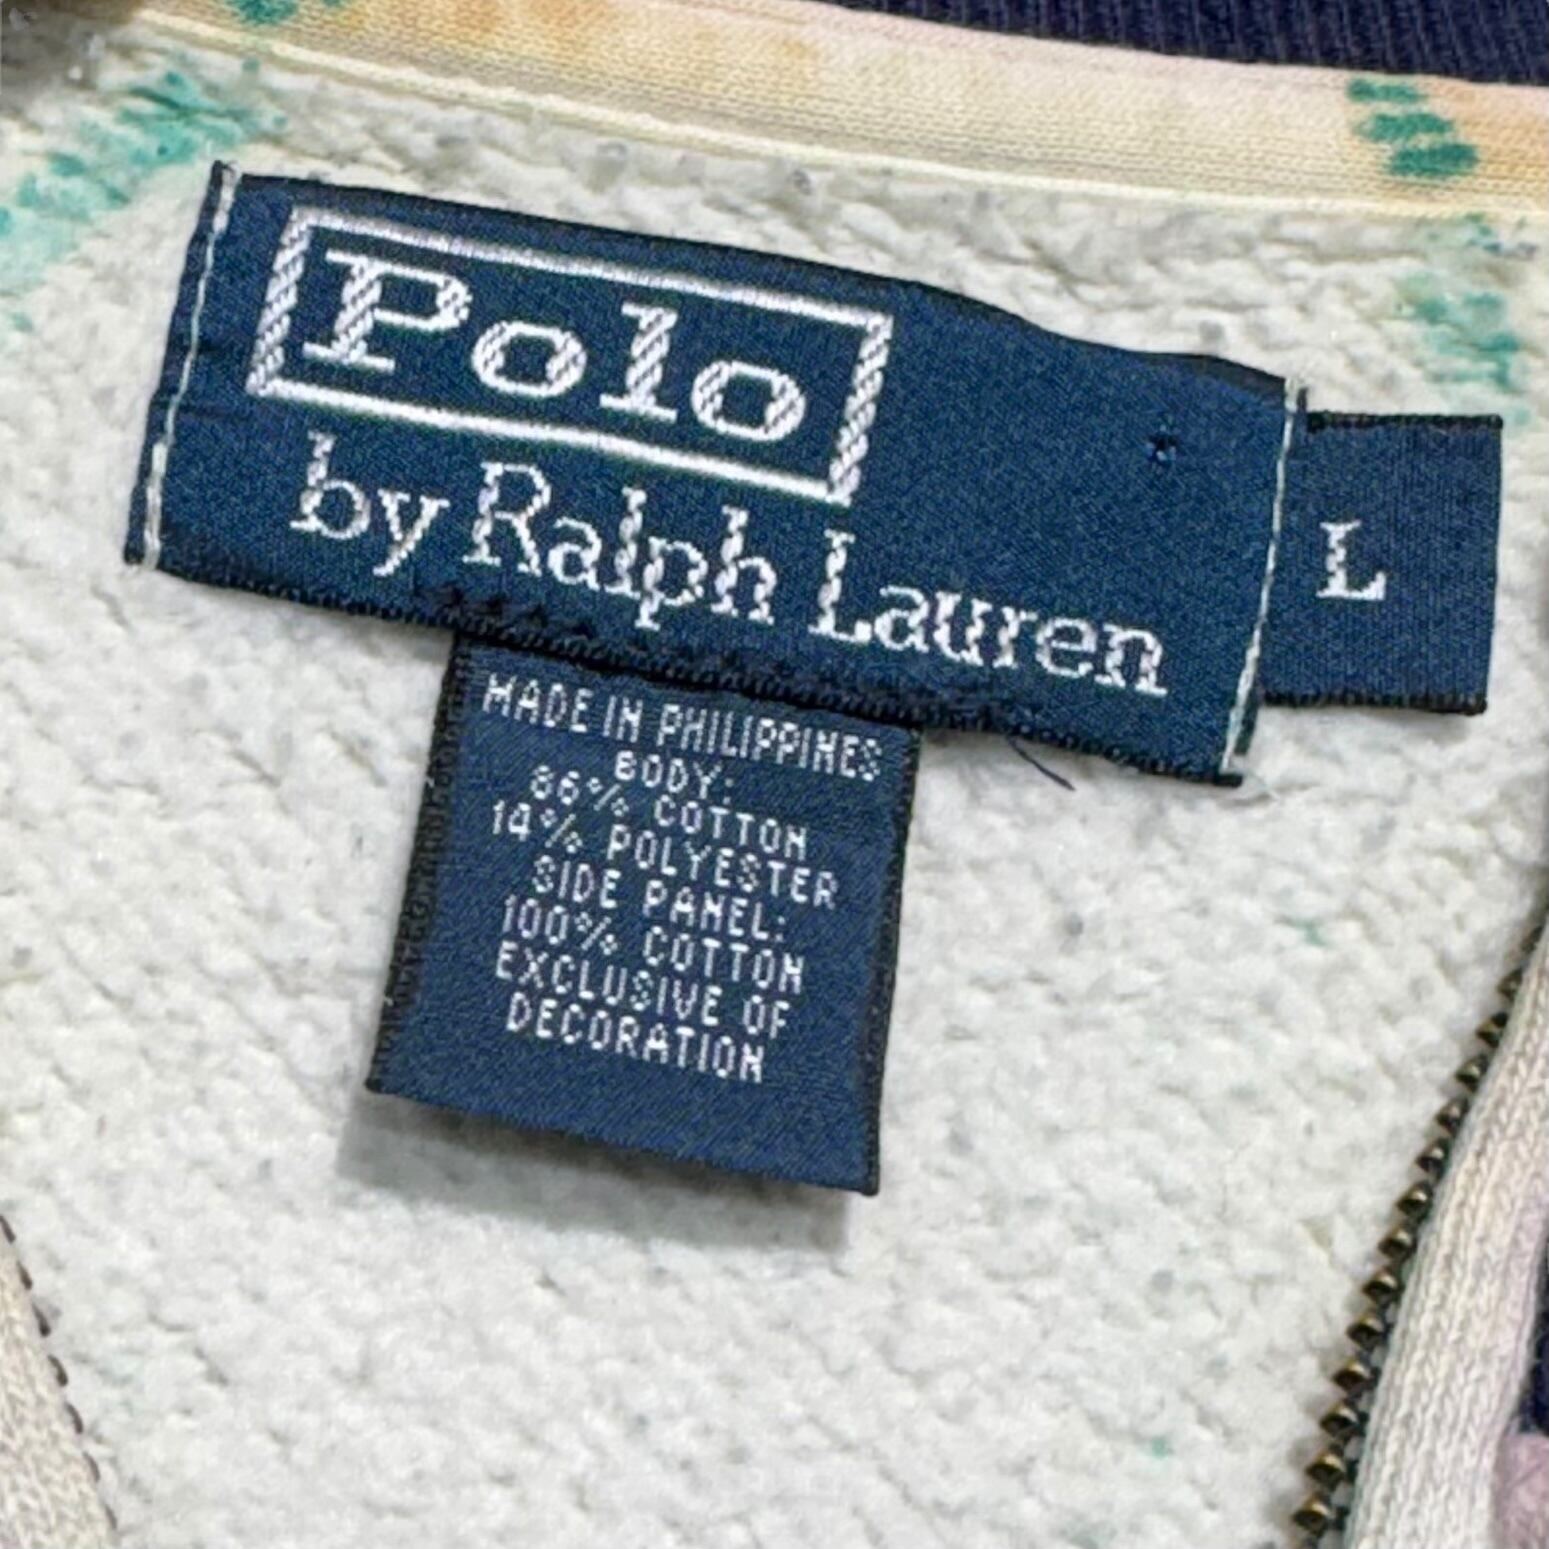 Polo
by Ralph Lauren
L
MADE IN PHILIPPINES
BODY:
86% COTTON
14% POLYESTER
SIDE PANEL:
100% COTTON
EXCLUSIVE OF
DECORATION